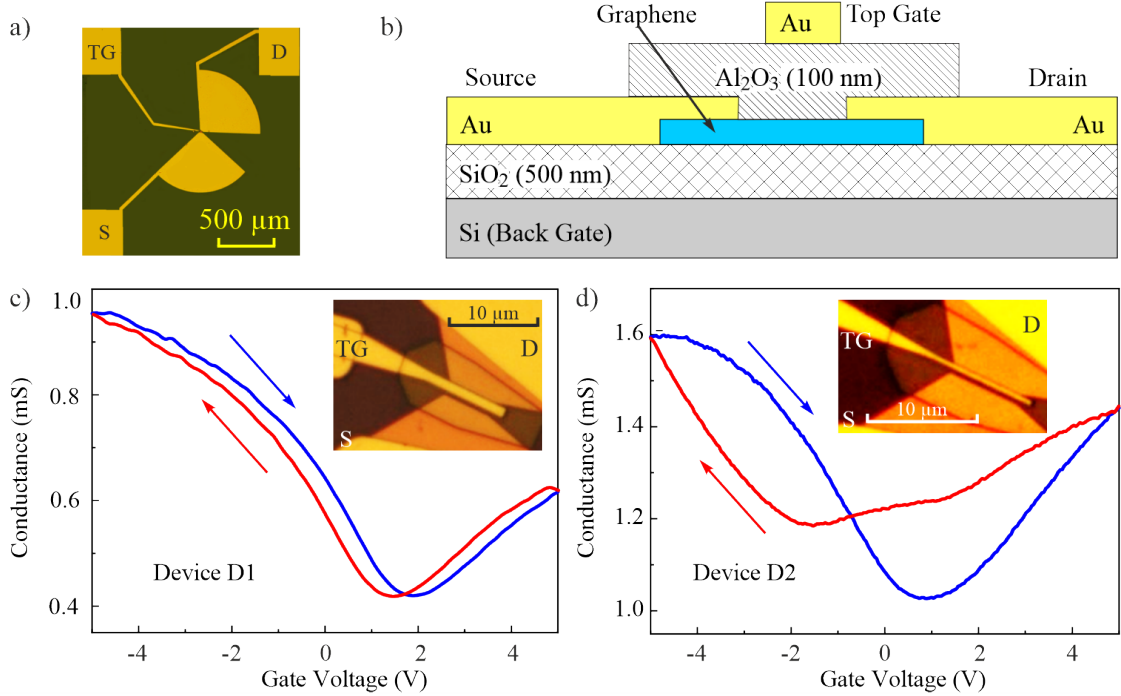 a)
TG
D
S
500 µm
b)
Graphene
Au
Top Gate
Source
Al₂O₃ (100 nm)
Drain
Au
Au
SiO₂ (500 nm)
Si (Back Gate)
c)
1.0
0.8
0.6
0.4
Conductance (mS)
-4
-2
0
2
4
Gate Voltage (V)
Device D1
10 µm
TG
D
S
d)
1.6
1.4
1.2
1.0
Conductance (mS)
-4
-2
0
2
4
Gate Voltage (V)
Device D2
TG
D
10 µm
S